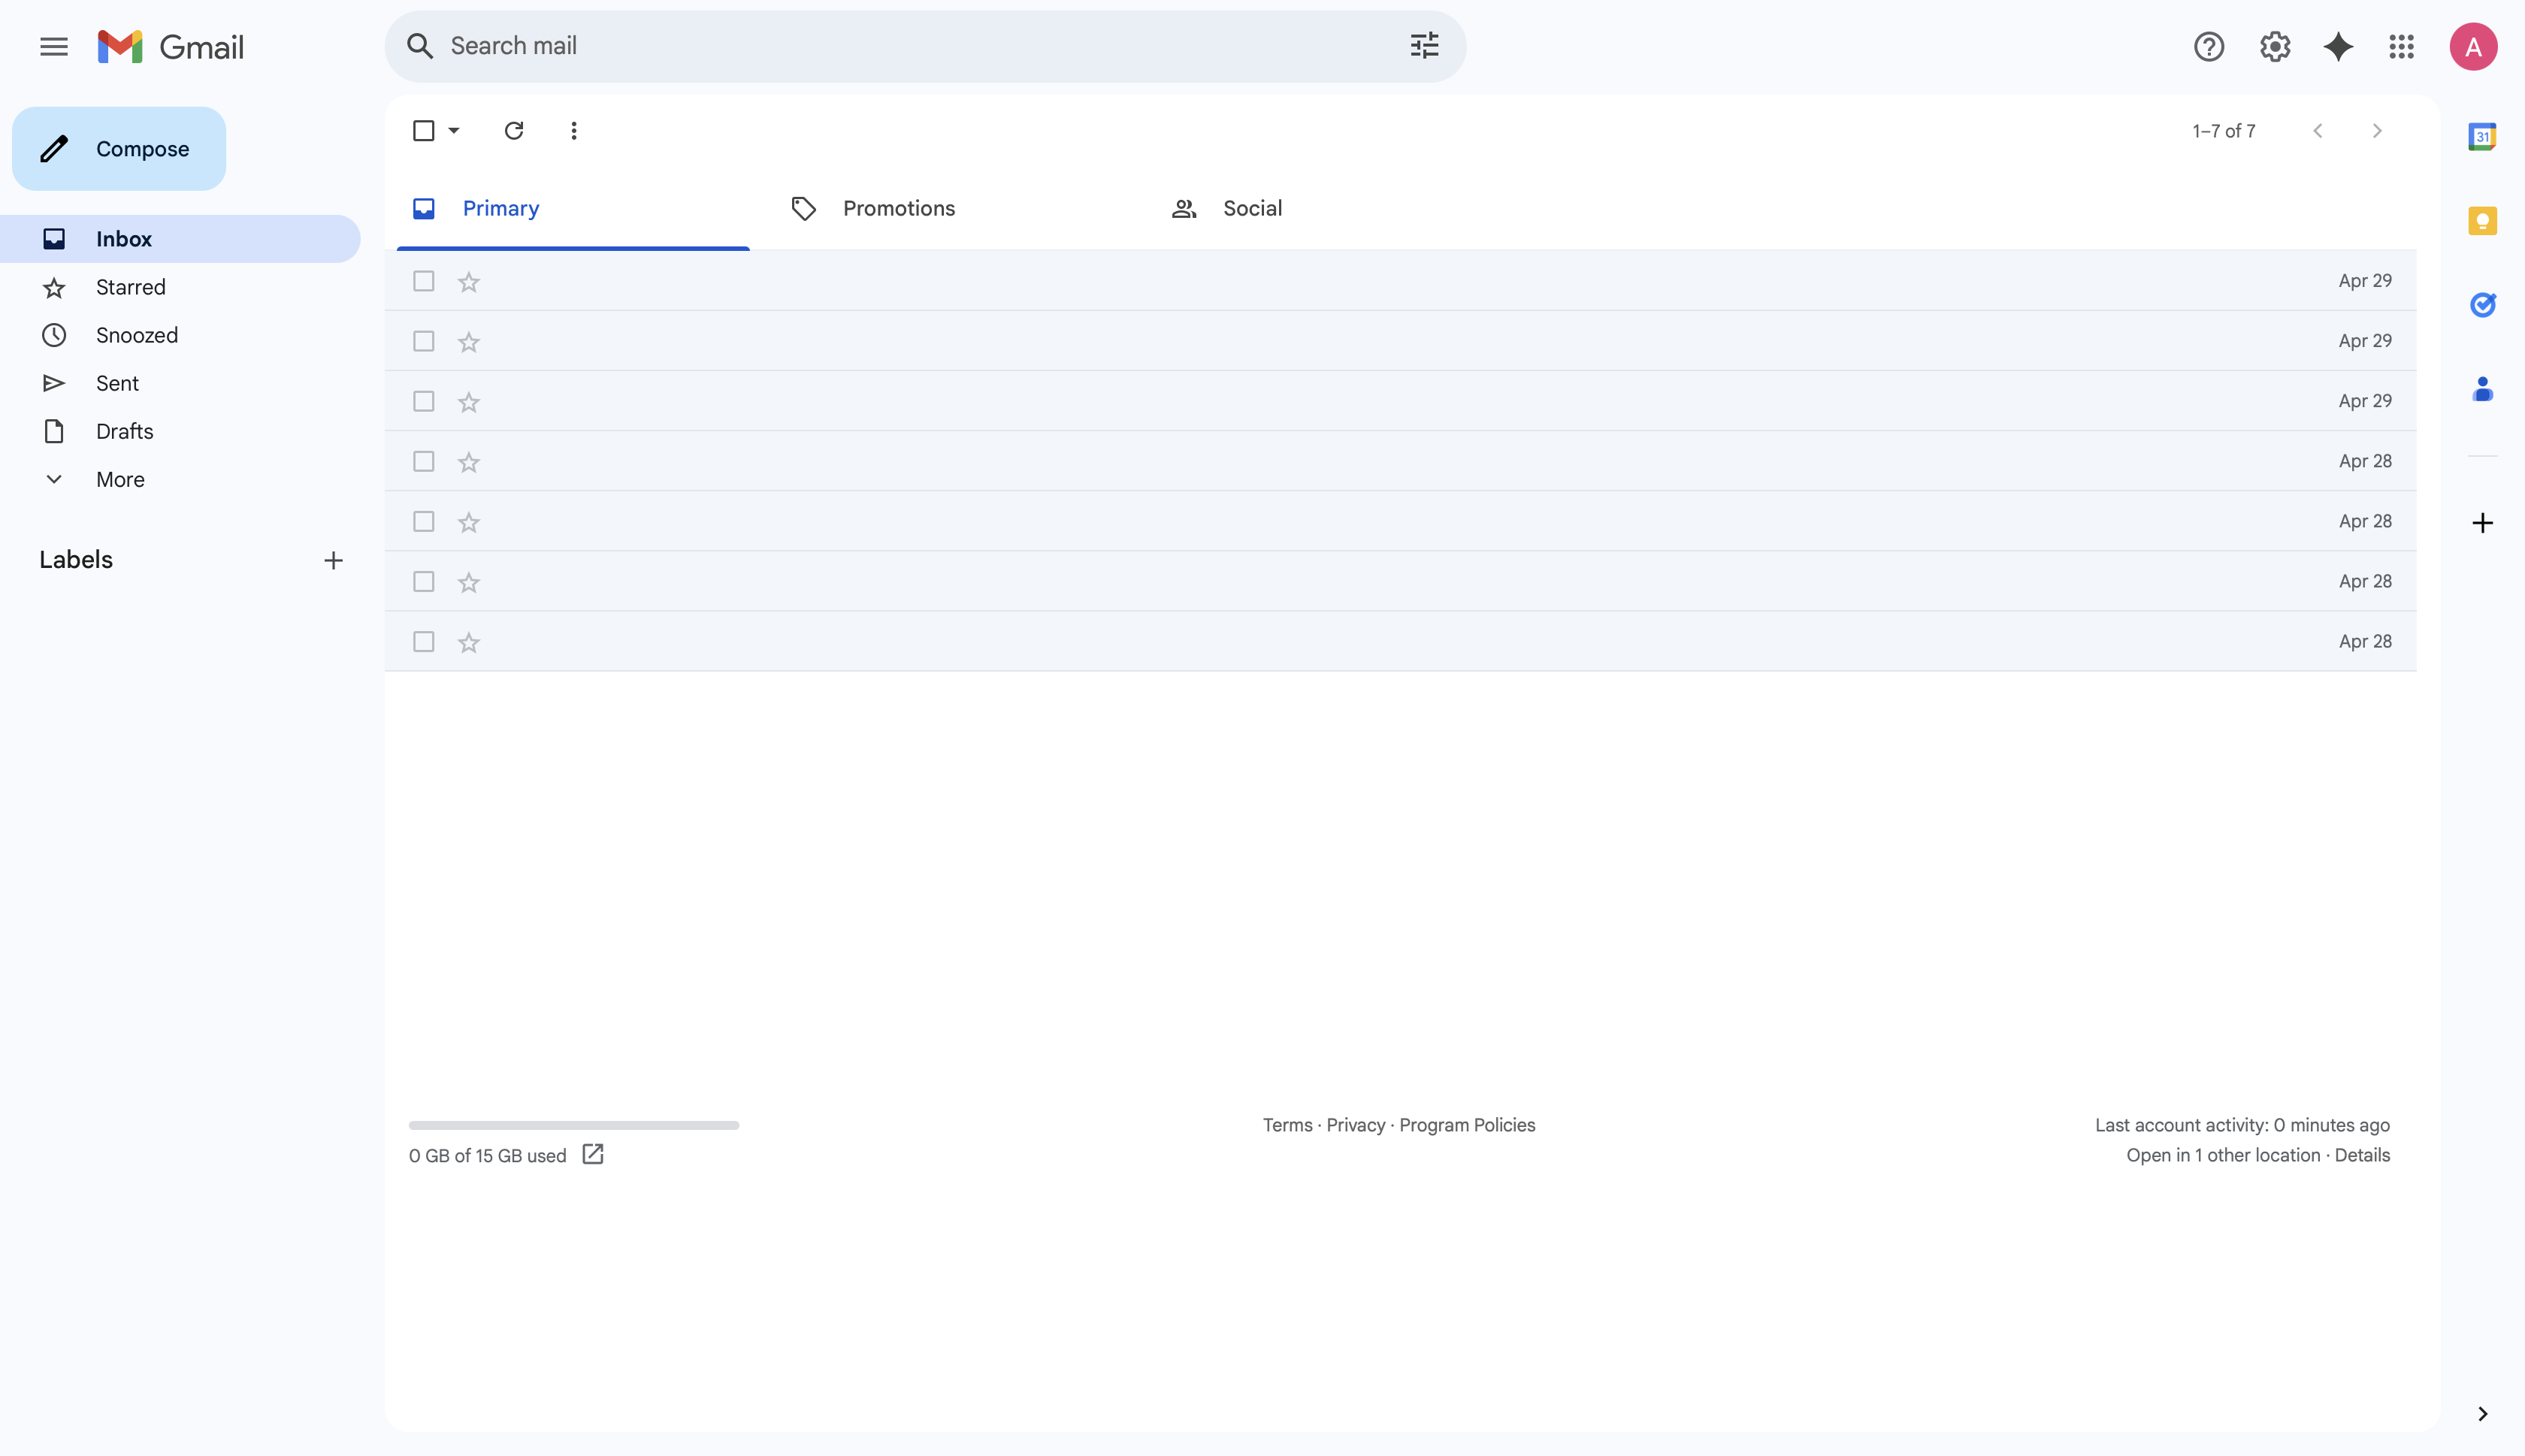 Gmail
Search mail
A
Compose
1–7 of 7
31
Primary
Promotions
Social
Inbox
Starred
Snoozed
Sent
Drafts
More
Labels
Apr 29
Apr 29
Apr 29
Apr 28
Apr 28
Apr 28
Apr 28
0 GB of 15 GB used
Terms · Privacy · Program Policies
Last account activity: 0 minutes ago
Open in 1 other location · Details